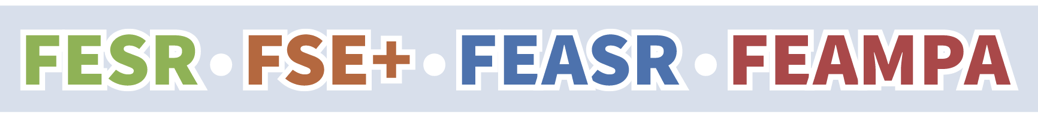 FESR • FSE+ • FEASR • FEAMPA